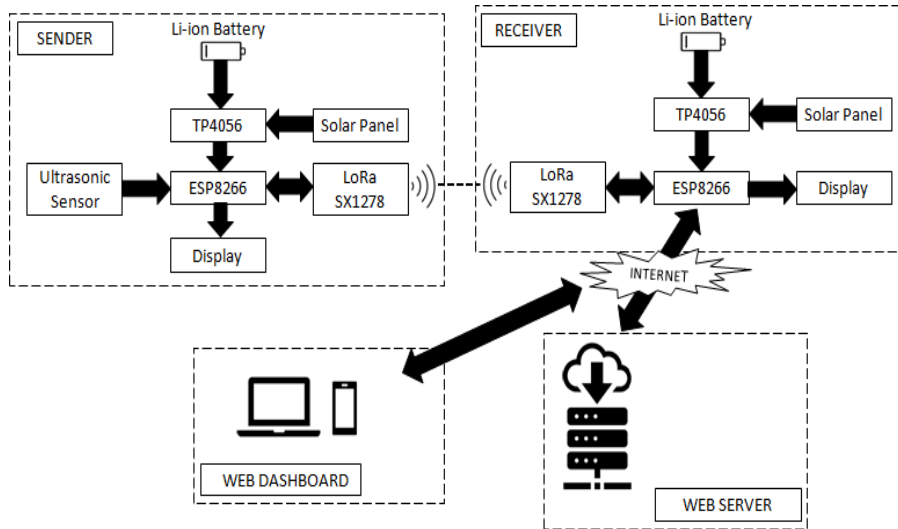 SENDER
Li-ion Battery
TP4056
Solar Panel
Ultrasonic
Sensor
ESP8266
LoRa
SX1278
Display
RECEIVER
Li-ion Battery
TP4056
Solar Panel
LoRa
SX1278
ESP8266
Display
INTERNET
WEB DASHBOARD
WEB SERVER